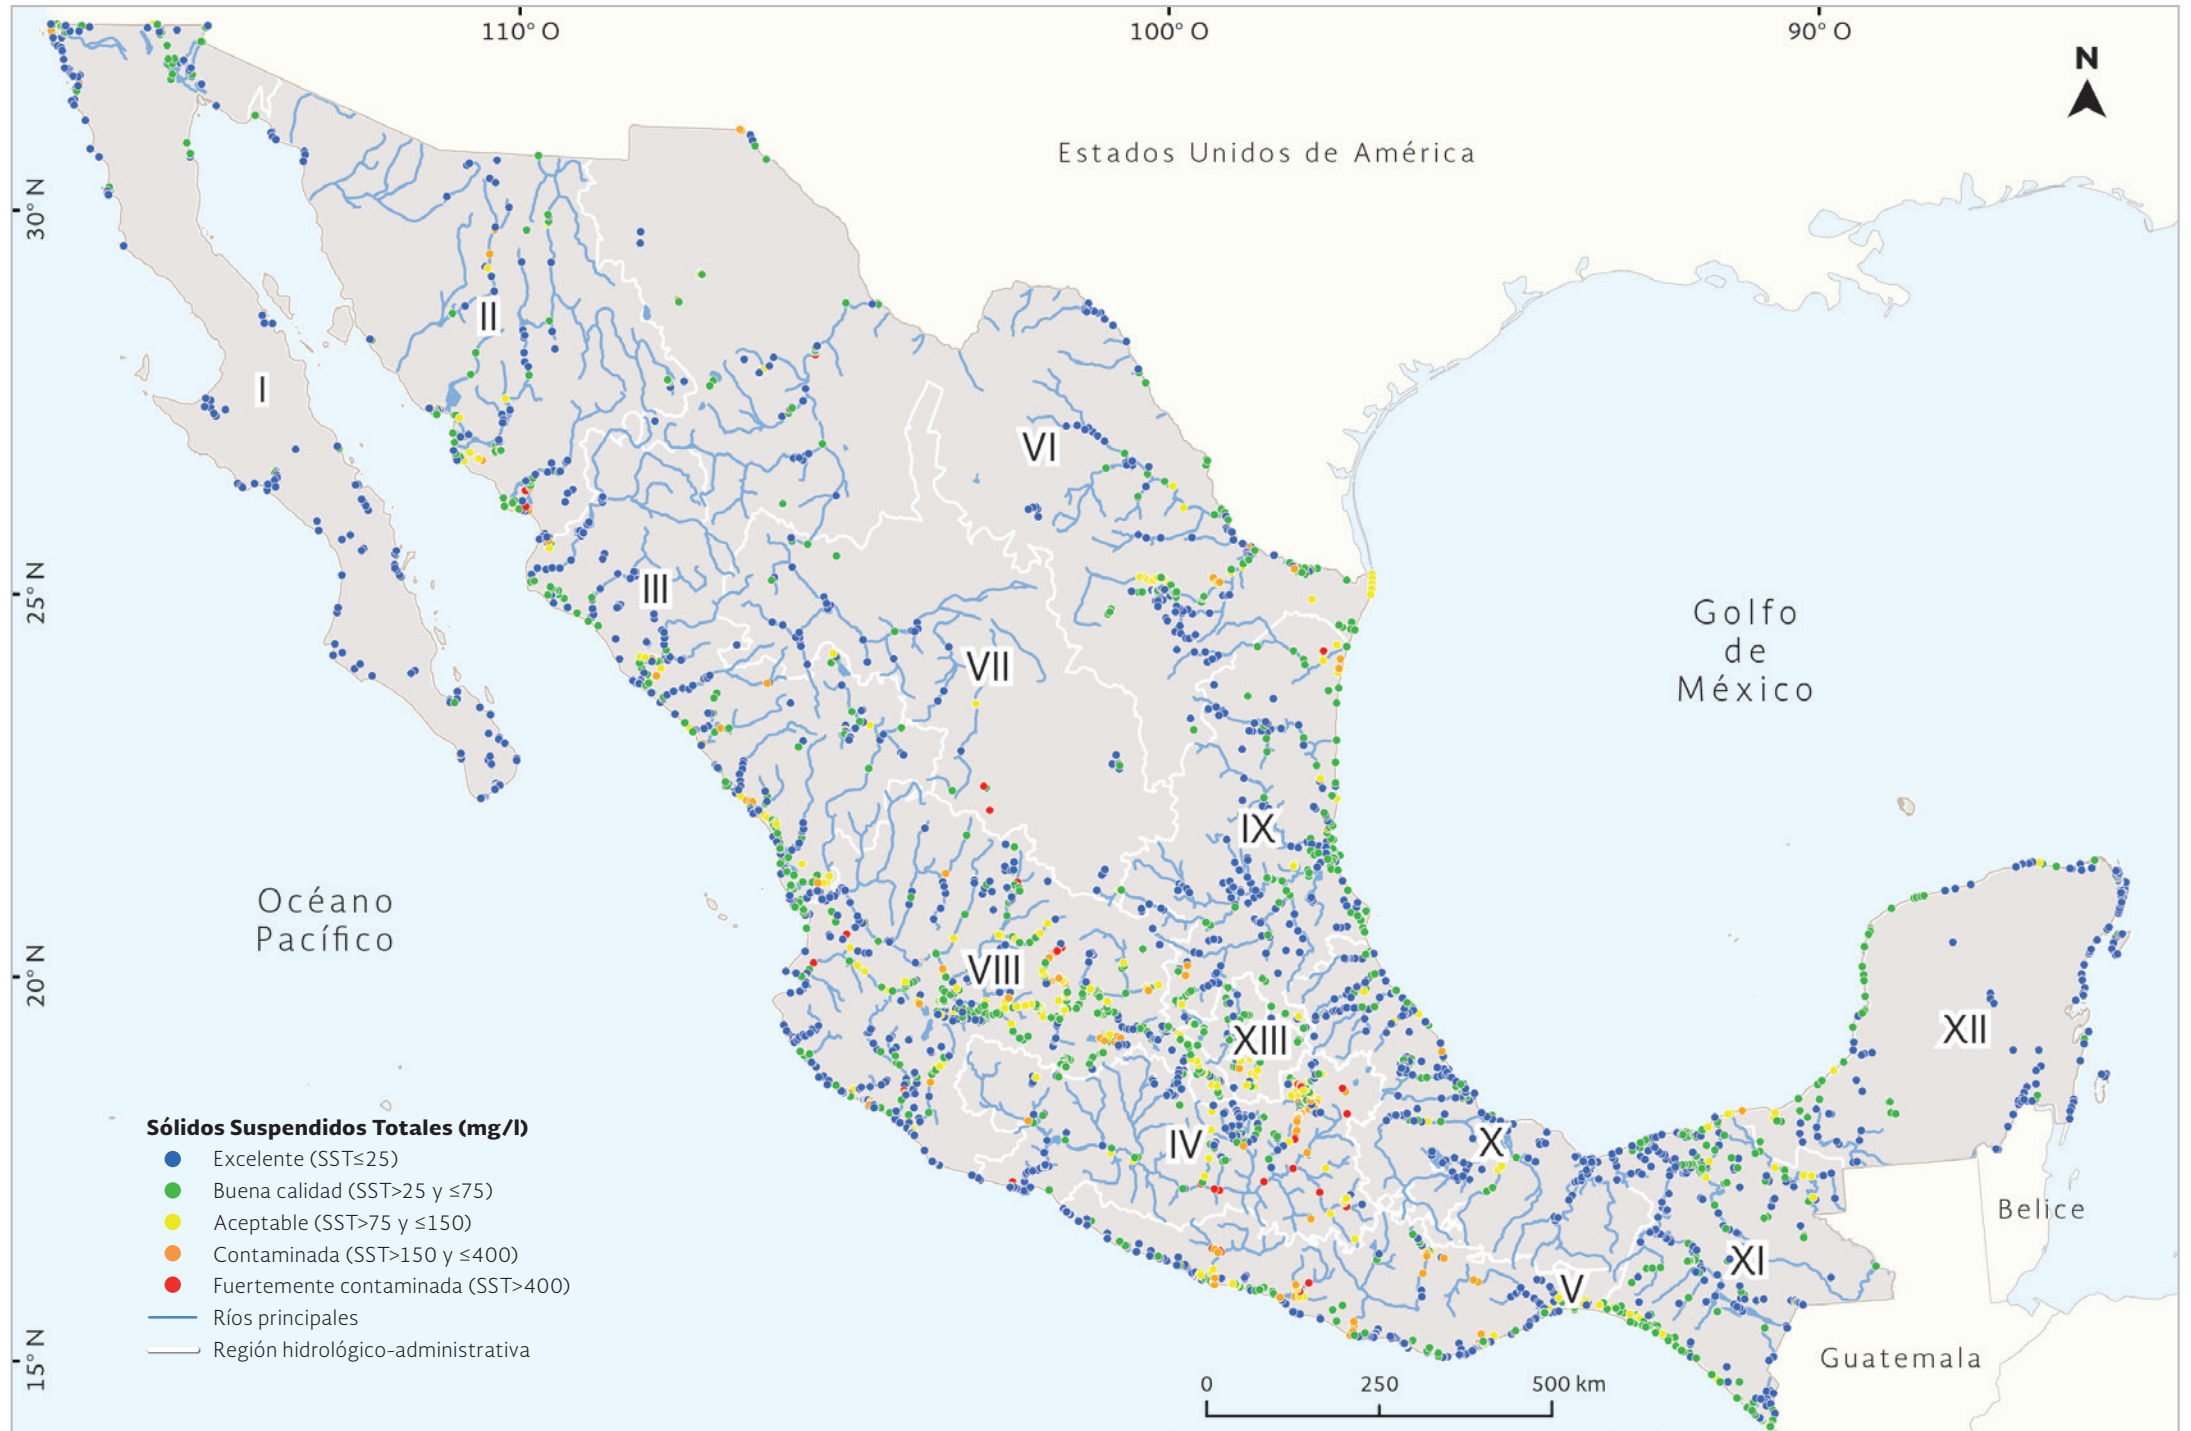 110° O
100° O
90° O
N
Estados Unidos de América
30° N
II
I
VI
25° N
III
Golfo
de
México
VII
IX
Océano
Pacífico
20° N
VIII
XIII
XII
Sólidos Suspendidos Totales (mg/l)
Excelente (SST≤25)
Buena calidad (SST>25 y ≤75)
Aceptable (SST>75 y ≤150)
Contaminada (SST>150 y ≤400)
Fuertemente contaminada (SST>400)
Ríos principales
Región hidrológico-administrativa
IV
X
Belice
XI
V
15° N
Guatemala
0 250 500 km